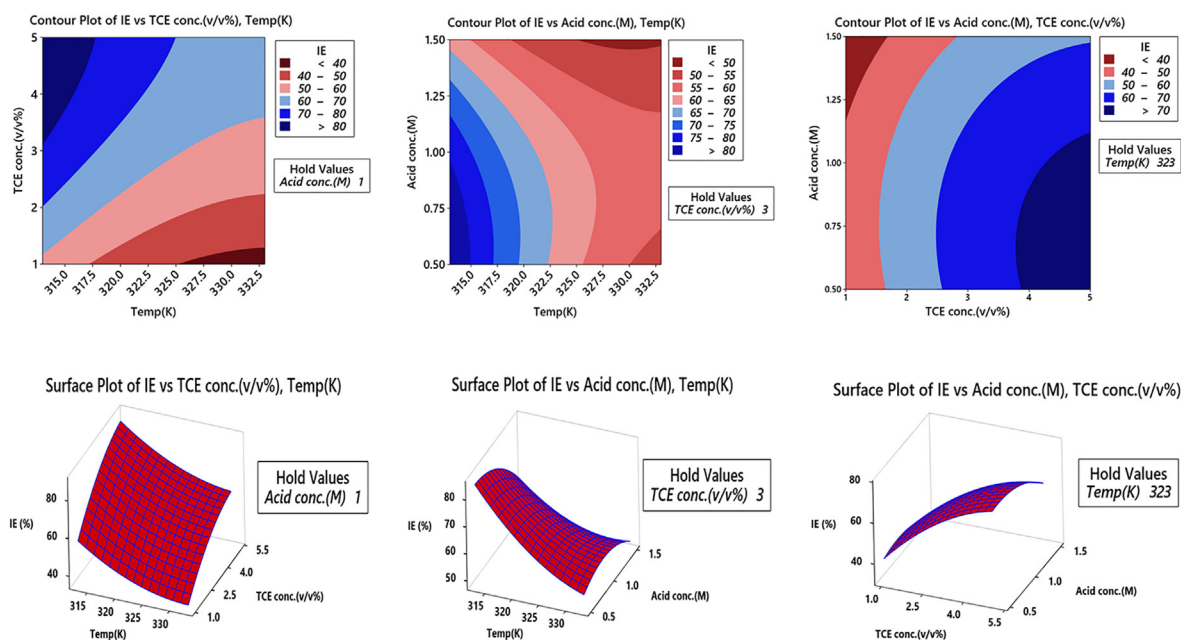 Contour Plot of IE vs TCE conc.(v/v%), Temp(K)
5
4
3
2
1
TCE conc.(v/v%)
315.0 317.5 320.0 322.5 325.0 327.5 330.0 332.5
Temp(K)
IE
< 40
40 – 50
50 – 60
60 – 70
70 – 80
> 80
Hold Values
Acid conc.(M) 1
Contour Plot of IE vs Acid conc.(M), Temp(K)
1.50
1.25
1.00
0.75
0.50
Acid conc.(M)
315.0 317.5 320.0 322.5 325.0 327.5 330.0 332.5
Temp(K)
IE
< 50
50 – 55
55 – 60
60 – 65
65 – 70
70 – 75
75 – 80
> 80
Hold Values
TCE conc.(v/v%) 3
Contour Plot of IE vs Acid conc.(M), TCE conc.(v/v%)
1.50
1.25
1.00
0.75
0.50
Acid conc.(M)
1 2 3 4 5
TCE conc.(v/v%)
IE
< 40
40 – 50
50 – 60
60 – 70
> 70
Hold Values
Temp(K) 323
Surface Plot of IE vs TCE conc.(v/v%), Temp(K)
Hold Values
Acid conc.(M) 1
80
IE (%)
60
40
315 320 325 330
Temp(K)
5.5
4.0
2.5
1.0
TCE conc.(v/v%)
Surface Plot of IE vs Acid conc.(M), Temp(K)
Hold Values
TCE conc.(v/v%) 3
80
IE (%)
70
60
50
315 320 325 330
Temp(K)
1.5
1.0
0.5
Acid conc.(M)
Surface Plot of IE vs Acid conc.(M), TCE conc.(v/v%)
Hold Values
Temp(K) 323
80
IE (%)
60
40
1.0 2.5 4.0 5.5
TCE conc.(v/v%)
1.5
1.0
0.5
Acid conc.(M)